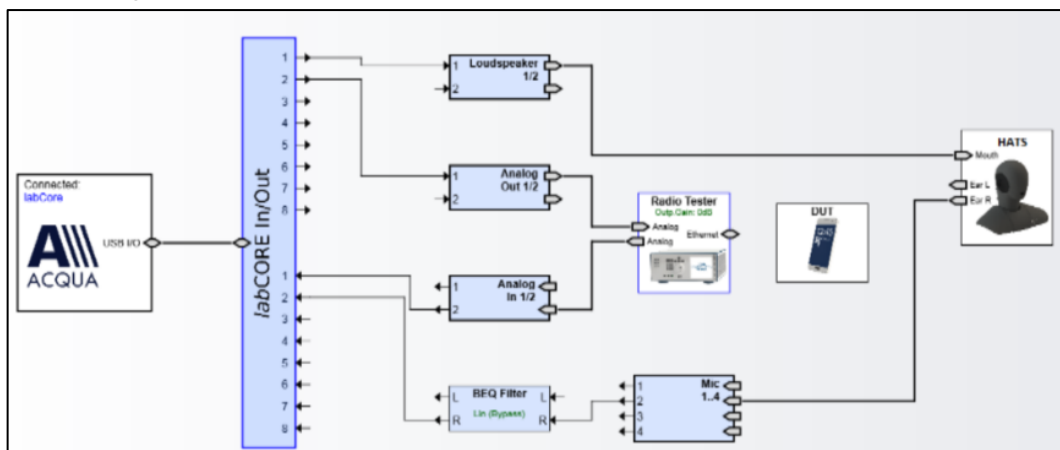 Connected:
labCore
USB I/O
ACQUA
labCORE In/Out
1
2
3
4
5
6
7
8
1
2
3
4
5
6
7
8
Loudspeaker
1/2
1
2
Analog
Out 1/2
1
2
Analog
In 1/2
1
2
BEQ Filter
L L
Lin (Bypass)
R R
Mic
1..4
1
2
3
4
Radio Tester
Outp.Gain: 0dB
Analog
Ethernet
Analog
DUT
HATS
Mouth
Ear L
Ear R